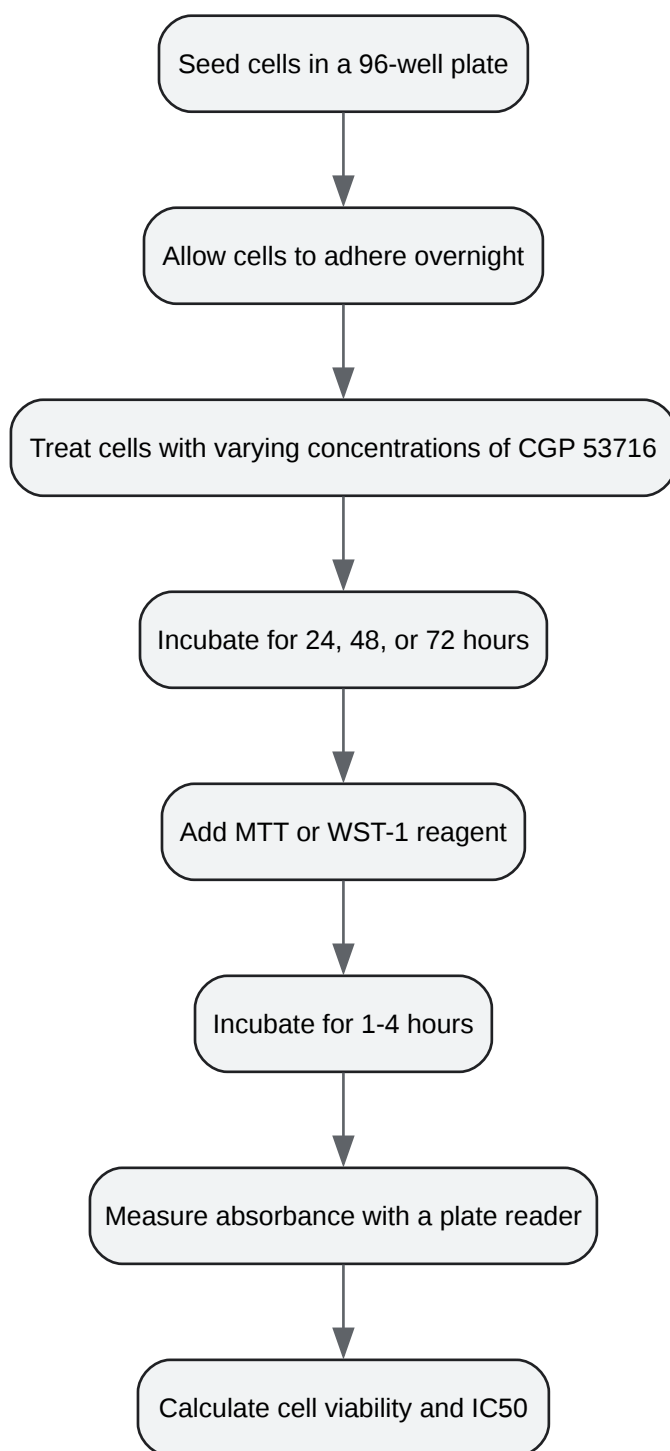 Seed cells in a 96-well plate
Allow cells to adhere overnight
Treat cells with varying concentrations of CGP 53716
Incubate for 24, 48, or 72 hours
Add MTT or WST-1 reagent
Incubate for 1-4 hours
Measure absorbance with a plate reader
Calculate cell viability and IC50